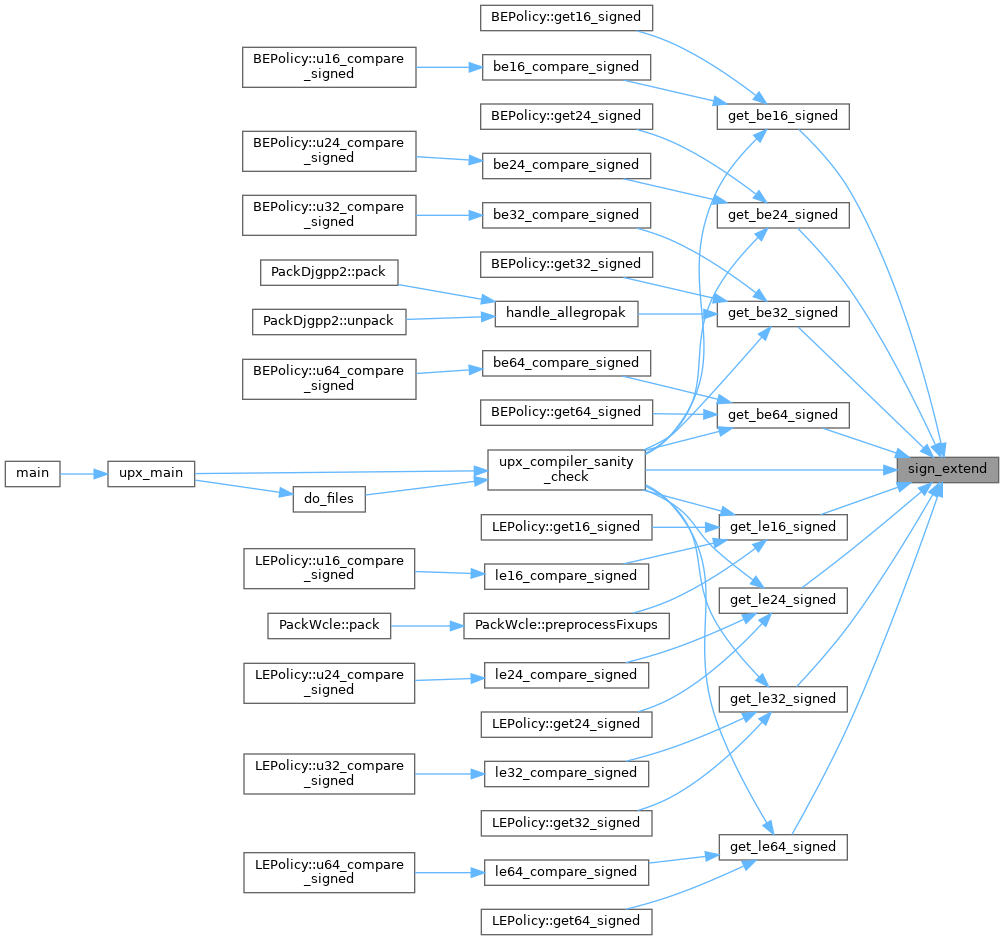 BEPolicy::get16_signed
BEPolicy::u16_compare
_signed
be16_compare_signed
get_be16_signed
BEPolicy::get24_signed
BEPolicy::u24_compare
_signed
be24_compare_signed
get_be24_signed
BEPolicy::u32_compare
_signed
be32_compare_signed
BEPolicy::get32_signed
PackDjgpp2::pack
handle_allegropak
get_be32_signed
PackDjgpp2::unpack
be64_compare_signed
BEPolicy::u64_compare
_signed
BEPolicy::get64_signed
get_be64_signed
main
upx_main
upx_compiler_sanity
_check
sign_extend
do_files
LEPolicy::get16_signed
get_le16_signed
LEPolicy::u16_compare
_signed
le16_compare_signed
get_le24_signed
PackWcle::pack
PackWcle::preprocessFixups
LEPolicy::u24_compare
_signed
le24_compare_signed
get_le32_signed
LEPolicy::get24_signed
LEPolicy::u32_compare
_signed
le32_compare_signed
LEPolicy::get32_signed
get_le64_signed
LEPolicy::u64_compare
_signed
le64_compare_signed
LEPolicy::get64_signed